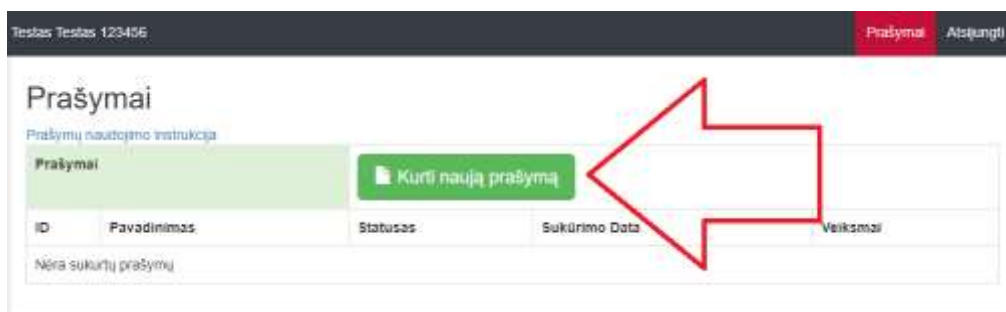 Testas Testas 123456 Prašymai Atsijungti
Prašymai
Prašymų naudojimo instrukcija
Prašymai Kurti naują prašymą
ID Pavadinimas Statusas Sukūrimo Data Veiksmai
Nėra sukurtų prašymų